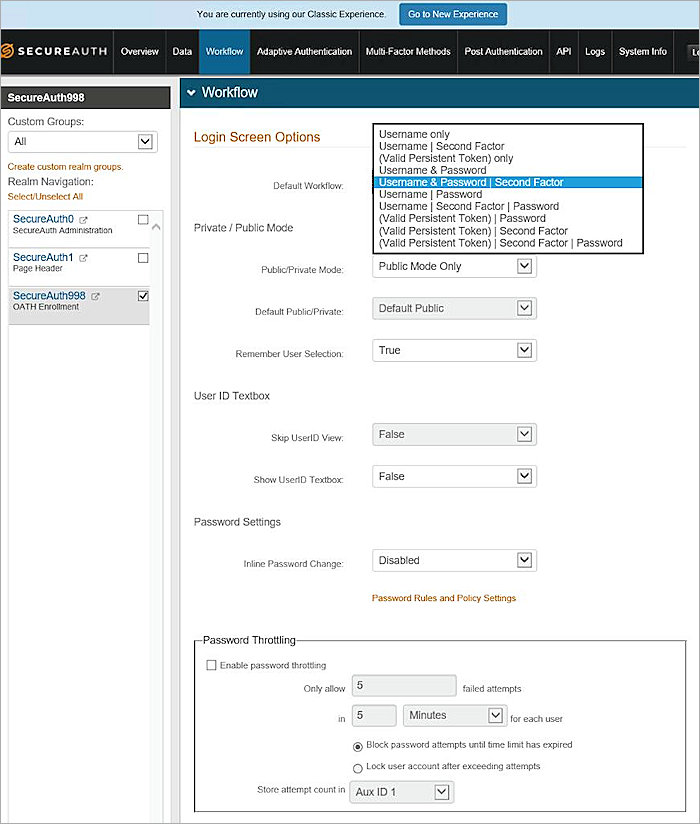 You are currently using our Classic Experience. Go to New Experience
SECUREAUTH Overview Data Workflow Adaptive Authentication Multi-Factor Methods Post Authentication API Logs System Info
SecureAuth998
Custom Groups:
All
Create custom realm groups.
Realm Navigation:
Select/Unselect All
SecureAuth0
SecureAuth Administration
SecureAuth1
Page Header
SecureAuth998
OATH Enrollment
Workflow
Login Screen Options
Default Workflow:
Username only
Username | Second Factor
(Valid Persistent Token) only
Username & Password
Username & Password | Second Factor
Username | Password
Username | Second Factor | Password
(Valid Persistent Token) | Password
(Valid Persistent Token) | Second Factor
(Valid Persistent Token) | Second Factor | Password
Private / Public Mode
Public/Private Mode: Public Mode Only
Default Public/Private: Default Public
Remember User Selection: True
User ID Textbox
Skip UserID View: False
Show UserID Textbox: False
Password Settings
Inline Password Change: Disabled
Password Rules and Policy Settings
Password Throttling
Enable password throttling
Only allow 5 failed attempts
in 5 Minutes for each user
Block password attempts until time limit has expired
Lock user account after exceeding attempts
Store attempt count in Aux ID 1